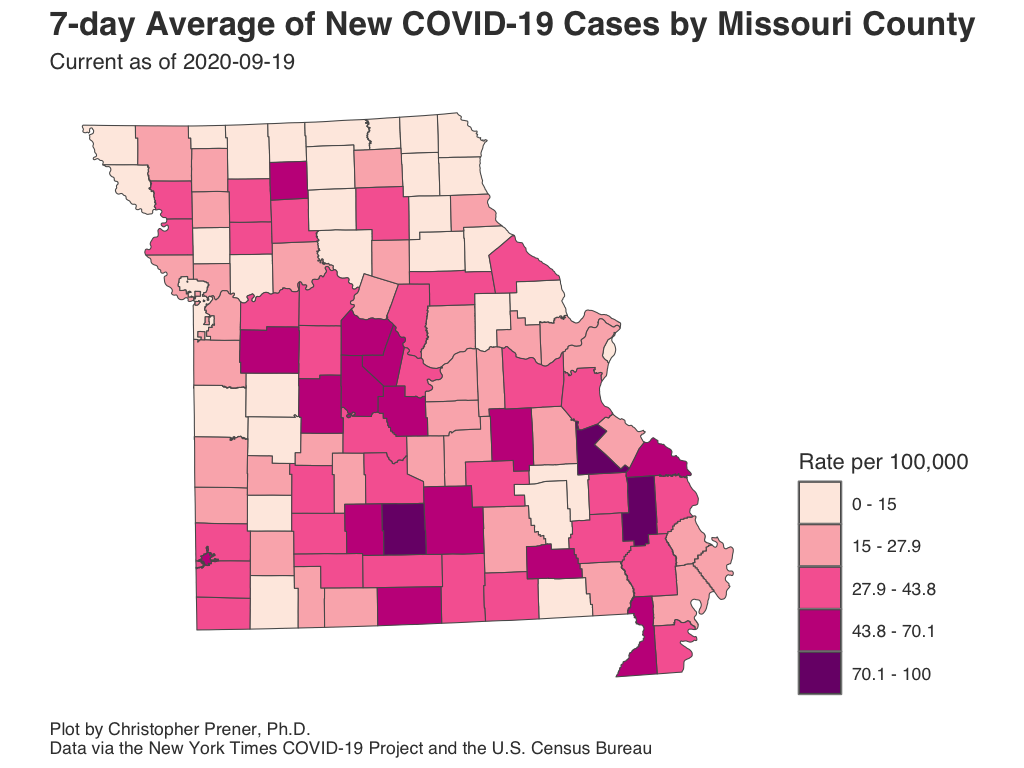 7-day Average of New COVID-19 Cases by Missouri County
Current as of 2020-09-19
Rate per 100,000
0 - 15
15 - 27.9
27.9 - 43.8
43.8 - 70.1
70.1 - 100
Plot by Christopher Prener, Ph.D.
Data via the New York Times COVID-19 Project and the U.S. Census Bureau